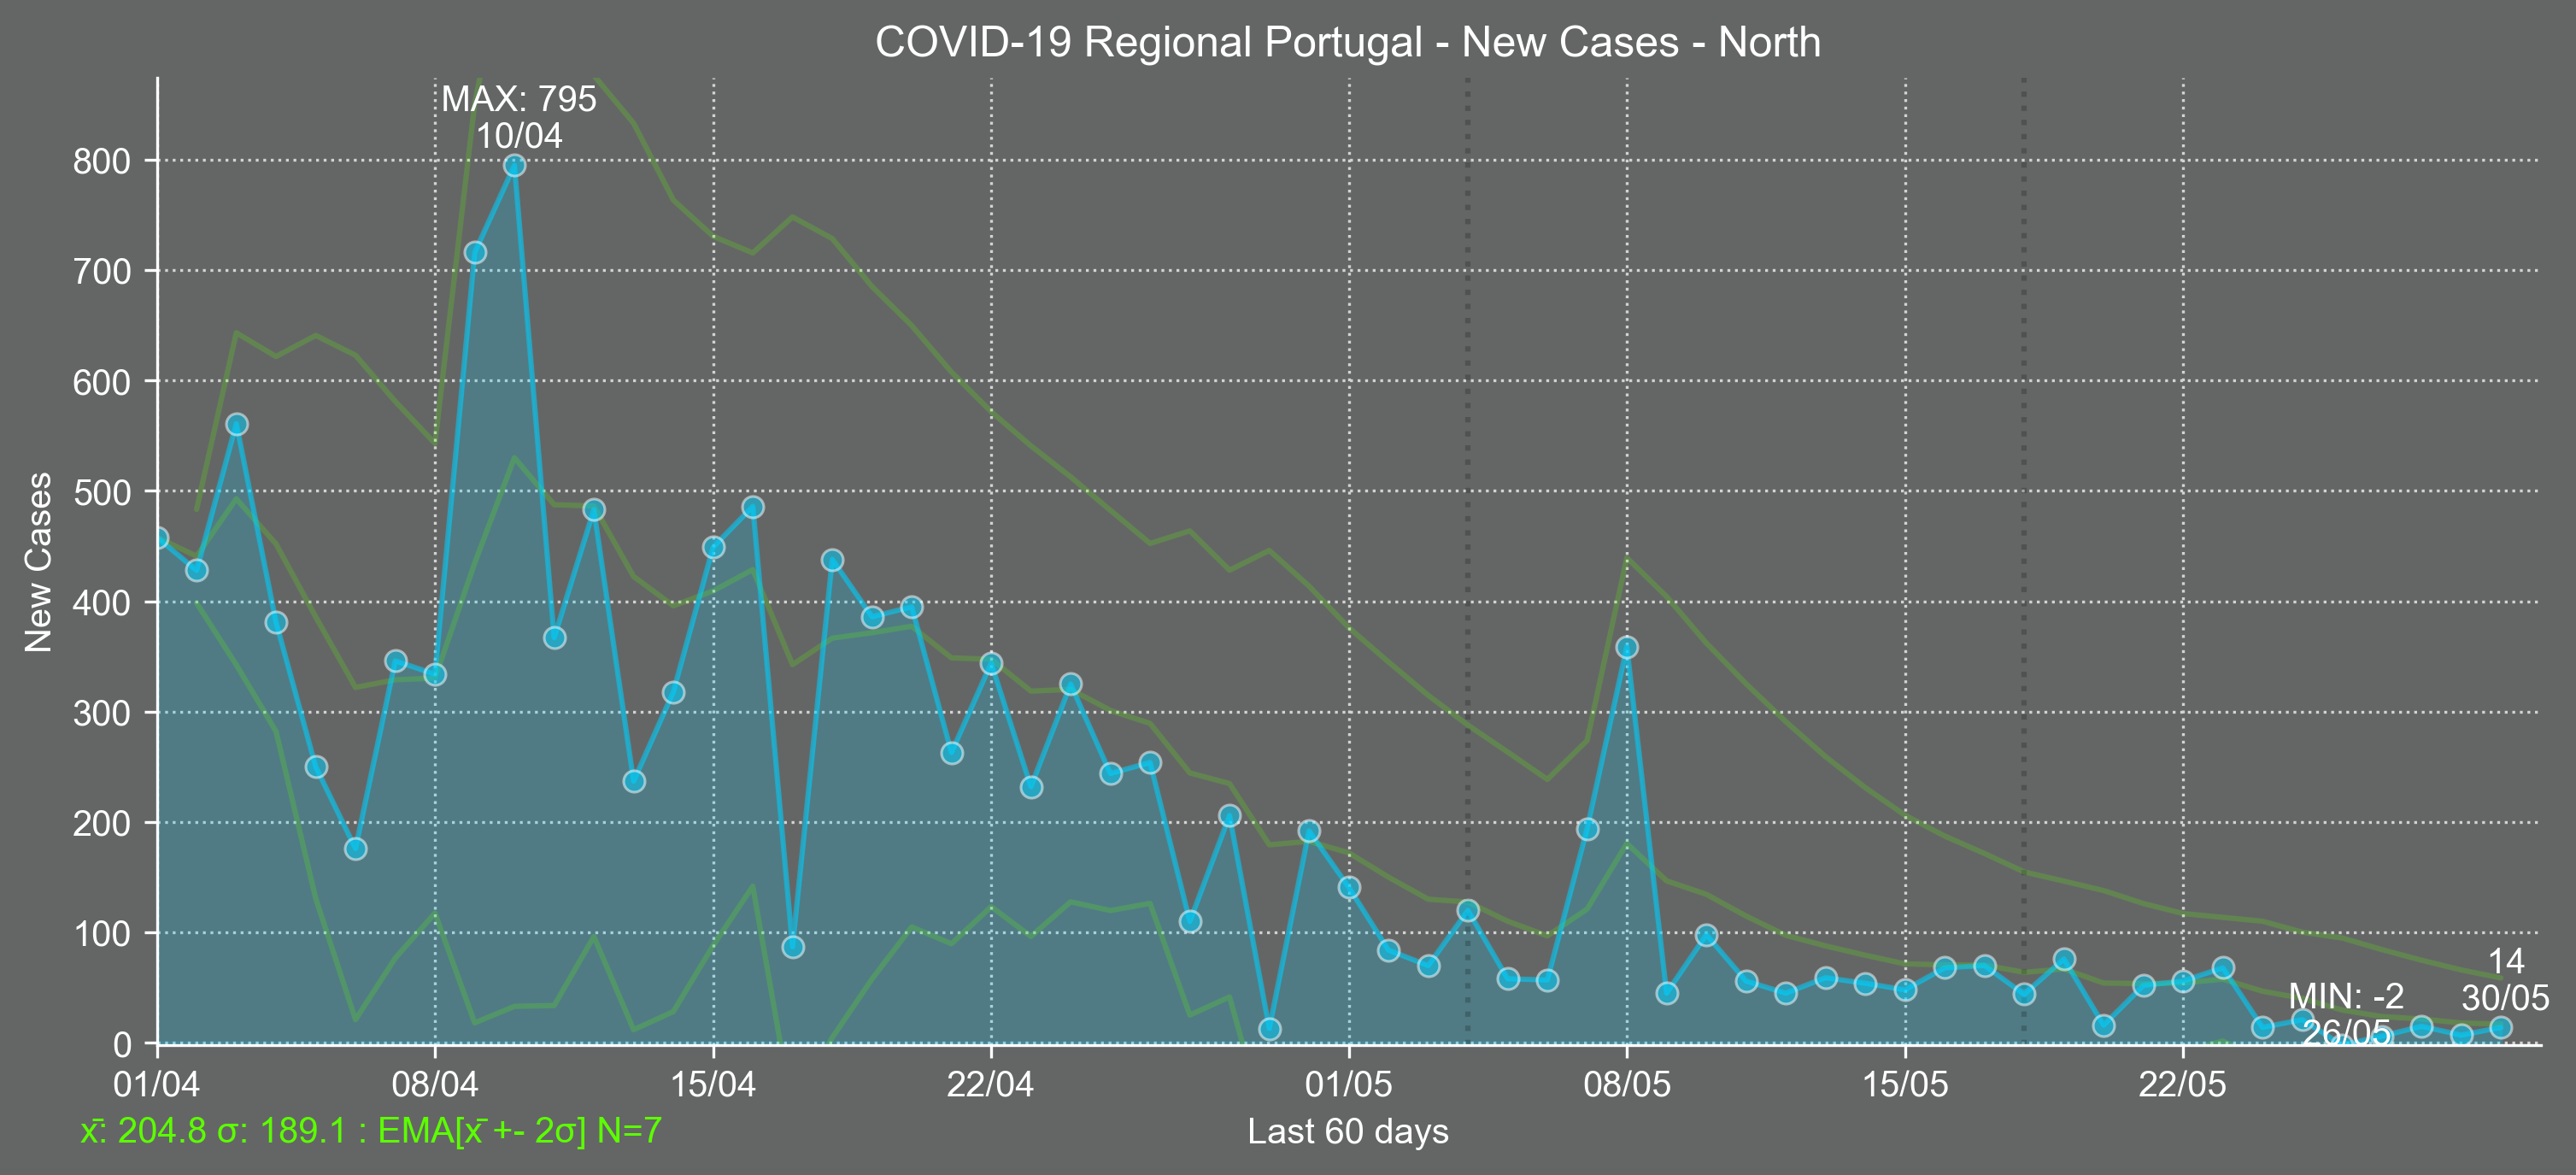 COVID-19 Regional Portugal - New Cases - North
MAX: 795
10/04
800
700
600
500
400
300
200
100
0
New Cases
14
30/05
MIN: -2
26/05
01/04 08/04 15/04 22/04 01/05 08/05 15/05 22/05
x̄: 204.8 σ: 189.1 : EMA[x̄ +- 2σ] N=7
Last 60 days